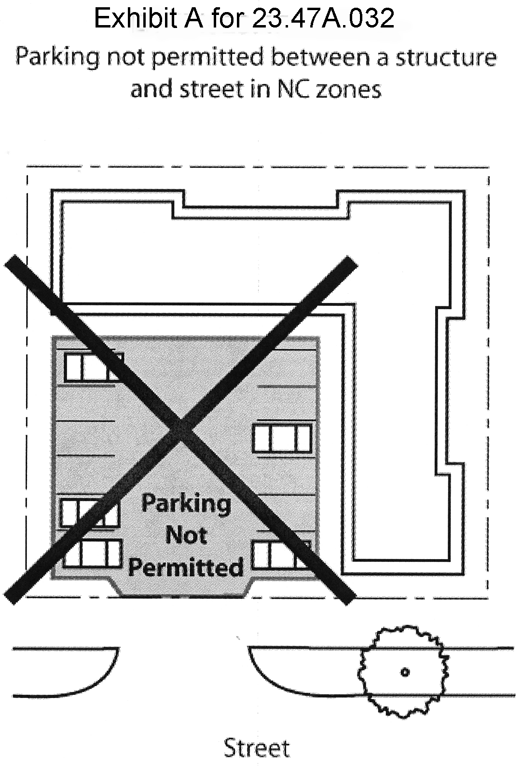 Exhibit A for 23.47A.032
Parking not permitted between a structure
and street in NC zones
Parking
Not
Permitted
Street